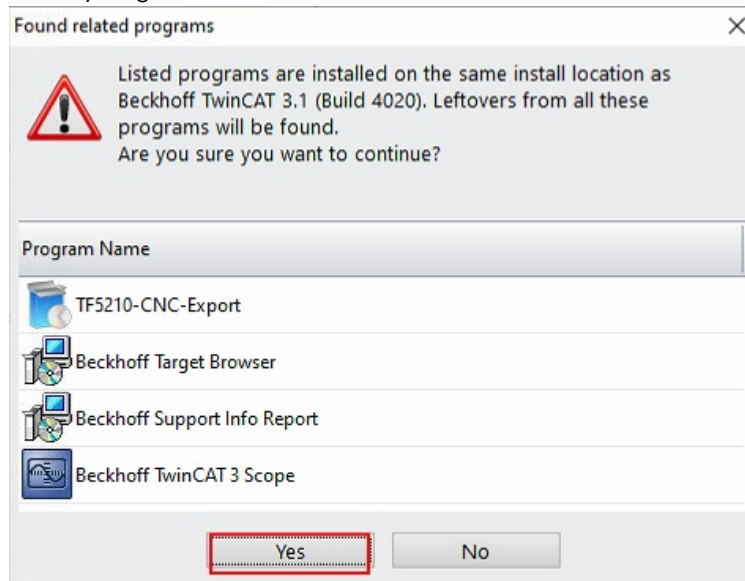 Found related programs
Listed programs are installed on the same install location as
Beckhoff TwinCAT 3.1 (Build 4020). Leftovers from all these
programs will be found.
Are you sure you want to continue?
Program Name
TF5210-CNC-Export
Beckhoff Target Browser
Beckhoff Support Info Report
Beckhoff TwinCAT 3 Scope
Yes
No